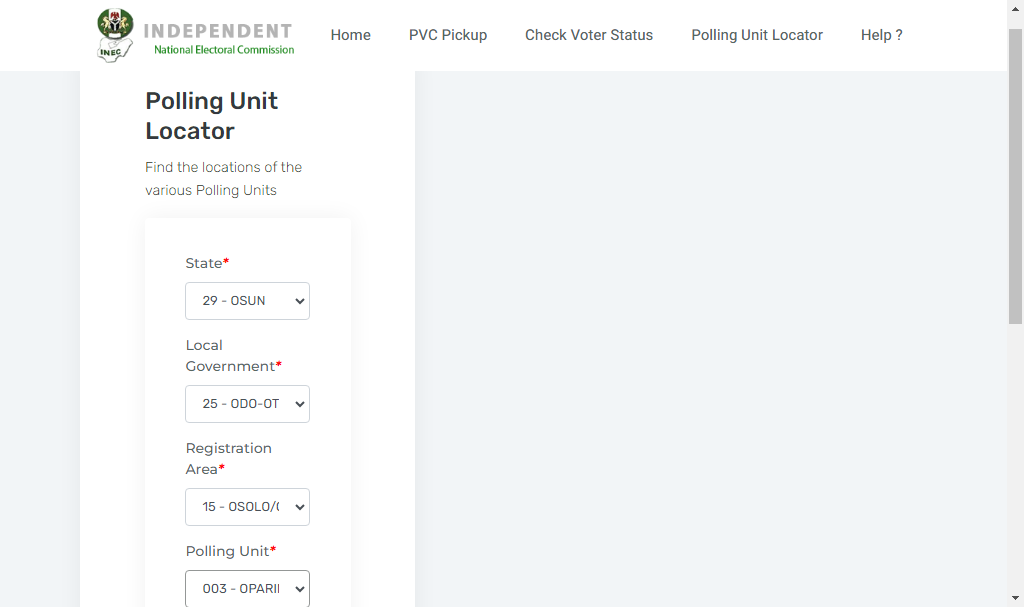 INDEPENDENT
National Electoral Commission
INEC
Home
PVC Pickup
Check Voter Status
Polling Unit Locator
Help ?
Polling Unit
Locator
Find the locations of the
various Polling Units
State*
29 - OSUN
Local
Government*
25 - ODO-OT
Registration
Area*
15 - OSOLO/
Polling Unit*
003 - OPARI